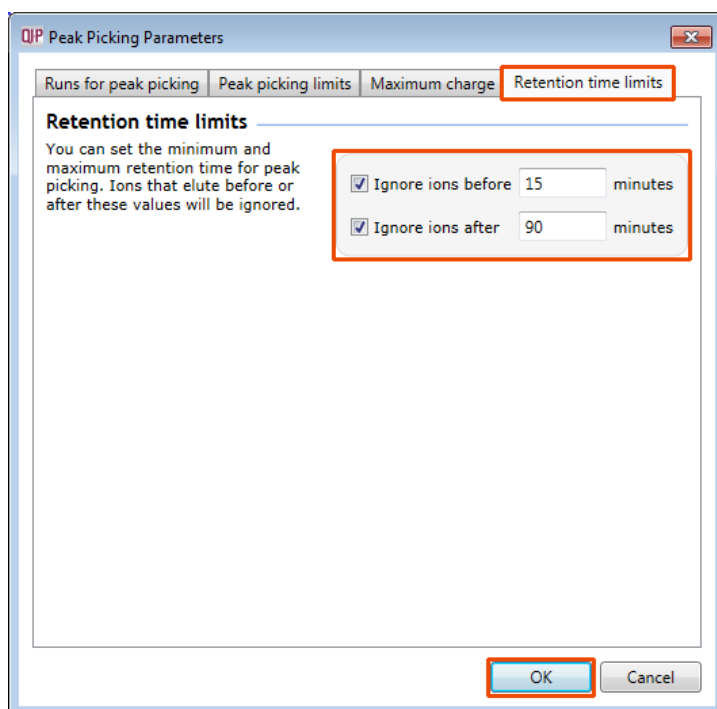 QIP Peak Picking Parameters
Runs for peak picking Peak picking limits Maximum charge Retention time limits
Retention time limits
You can set the minimum and
maximum retention time for peak
picking. Ions that elute before or
after these values will be ignored.
Ignore ions before 15 minutes
Ignore ions after 90 minutes
OK Cancel